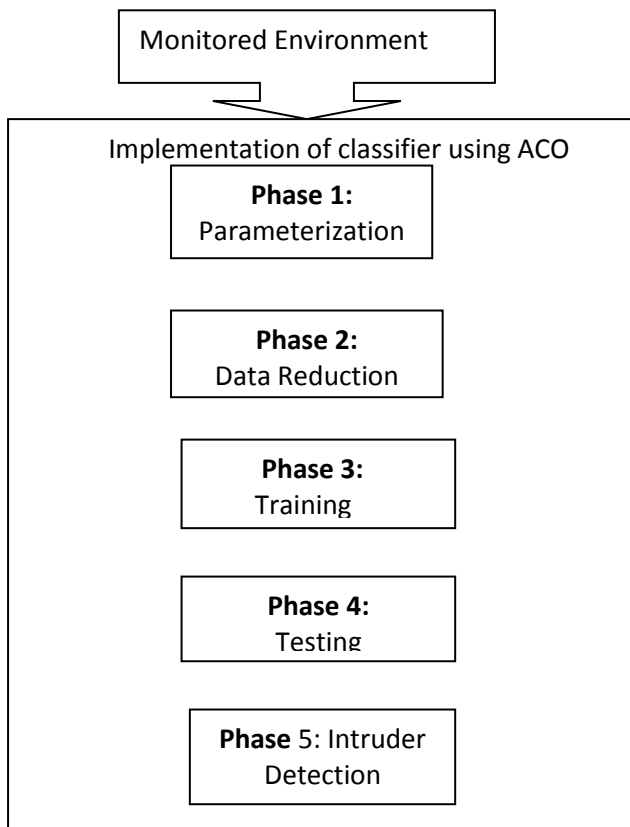 Monitored Environment
Implementation of classifier using ACO
Phase 1:
Parameterization
Phase 2:
Data Reduction
Phase 3:
Training
Phase 4:
Testing
Phase 5: Intruder
Detection